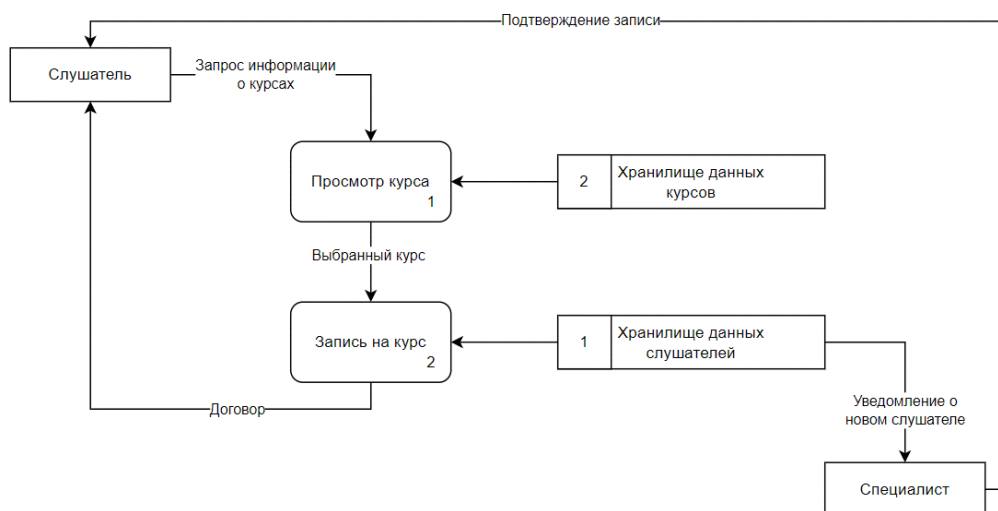 Подтверждение записи
Слушатель
Запрос информации
о курсах
Просмотр курса
1
2
Хранилище данных
курсов
Выбранный курс
Запись на курс
2
1
Хранилище данных
слушателей
Договор
Уведомление о
новом слушателе
Специалист